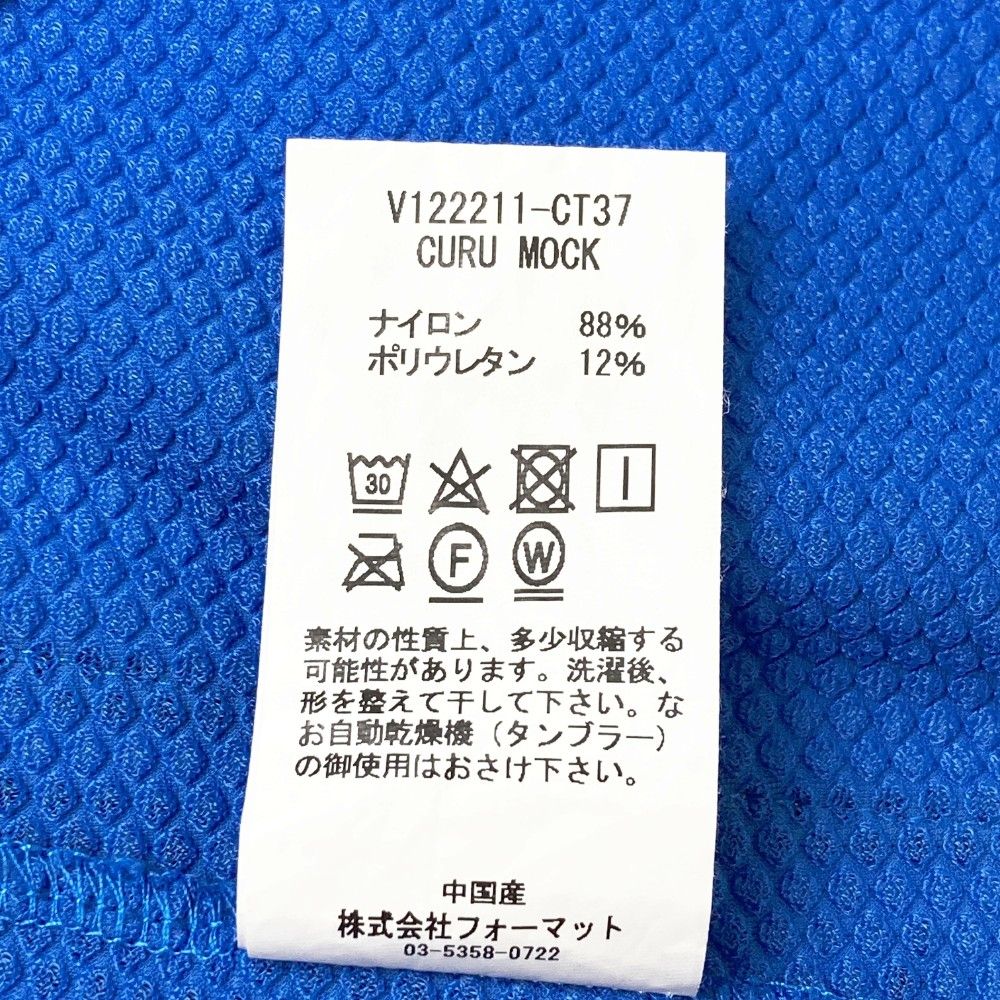 V122211-CT37
CURU MOCK
ナイロン 88%
ポリウレタン 12%
30
F
W
素材の性質上、多少収縮する
可能性があります。洗濯後、
形を整えて干して下さい。な
お自動乾燥機（タンブラー）
の御使用はおさけ下さい。
中国産
株式会社フォーマット
03-5358-0722